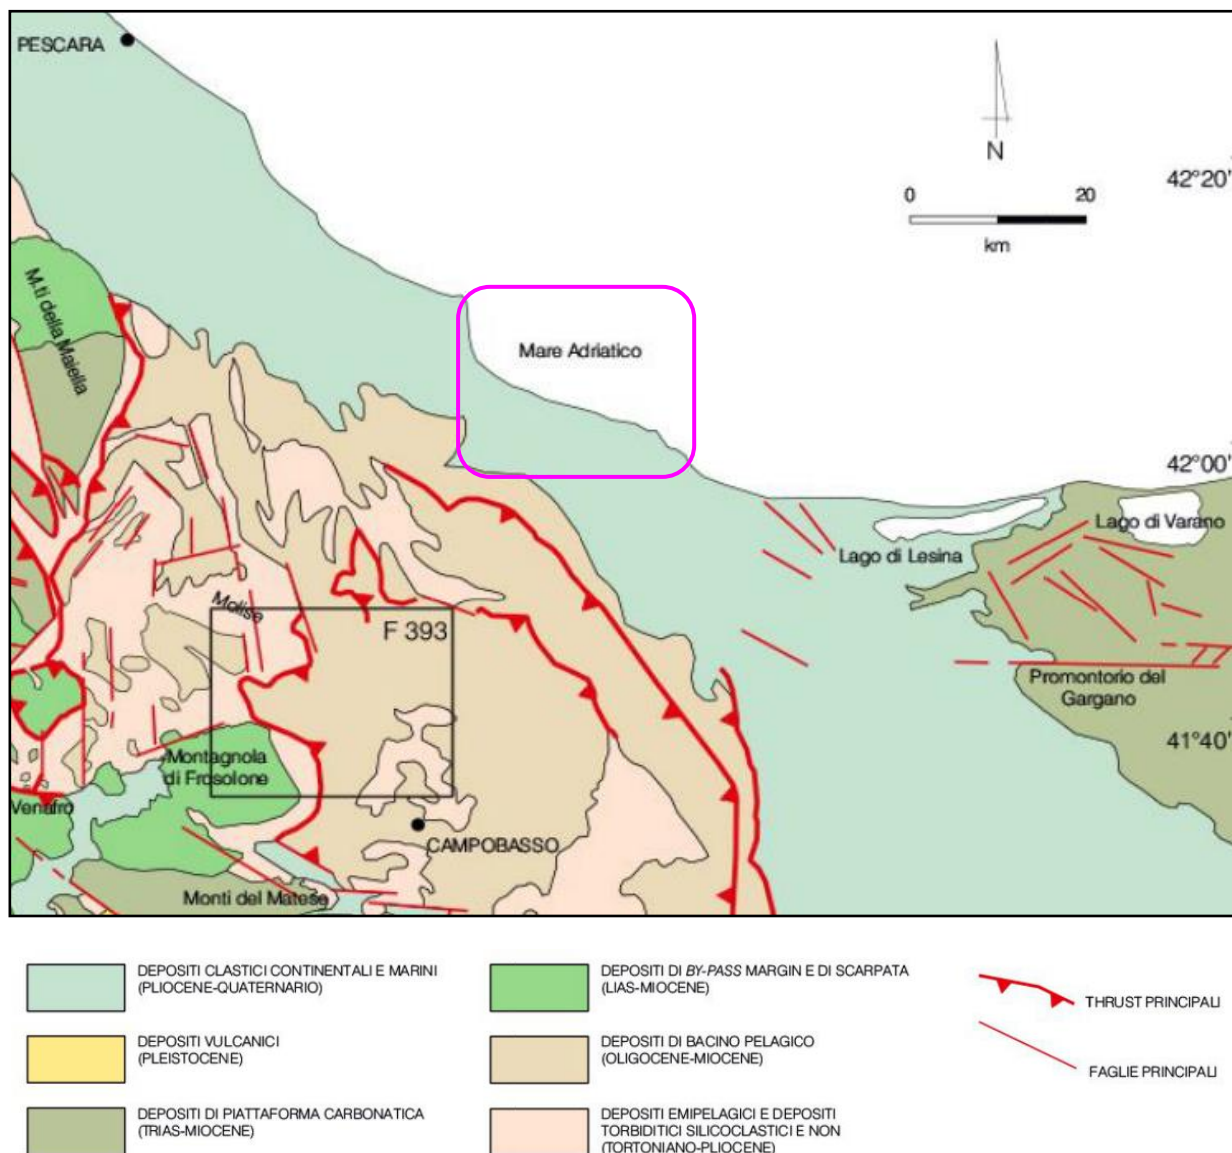 PESCARA
N
42°20'
0 20
km
M.ti della Maiella
Mare Adriatico
42°00'
Lago di Varano
Lago di Lesina
Molise
F 393
Promontorio del
Gargano
41°40'
Montagnola
di Frosolone
Venafro
CAMPOBASSO
Monti del Matese
DEPOSITI CLASTICI CONTINENTALI E MARINI
(PLIOCENE-QUATERNARIO)
DEPOSITI VULCANICI
(PLEISTOCENE)
DEPOSITI DI PIATTAFORMA CARBONATICA
(TRIAS-MIOCENE)
DEPOSITI DI BY-PASS MARGIN E DI SCARPATA
(LIAS-MIOCENE)
DEPOSITI DI BACINO PELAGICO
(OLIGOCENE-MIOCENE)
DEPOSITI EMIPELAGICI E DEPOSITI
TORBIDITICI SILICOCLASTICI E NON
(TORTONIANO-PLIOCENE)
THRUST PRINCIPALI
FAGLIE PRINCIPALI